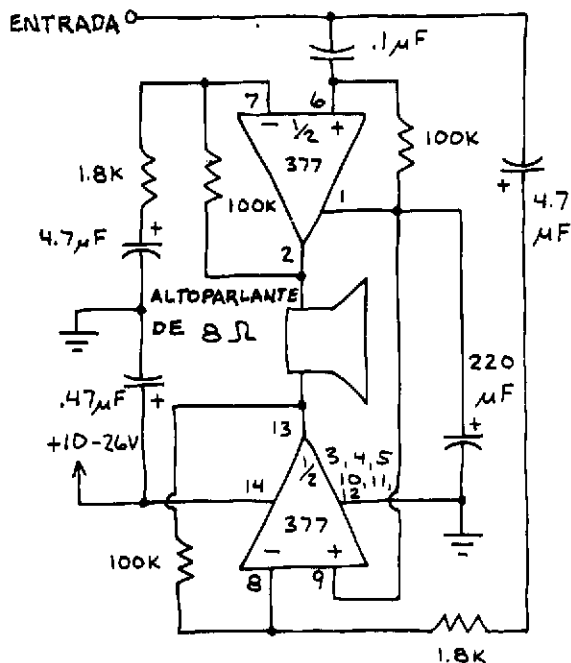 ENTRADA
.1µF
7
6
- ½ +
377
100K
1.8K
100K
1
4.7µF
4.7
µF
2
ALTOPARLANTE
DE 8Ω
220
µF
.47µF
+10-26V
13
½
3,4,5
10,11,
12
14
377
100K
- +
8
9
1.8K
+
+
+
+